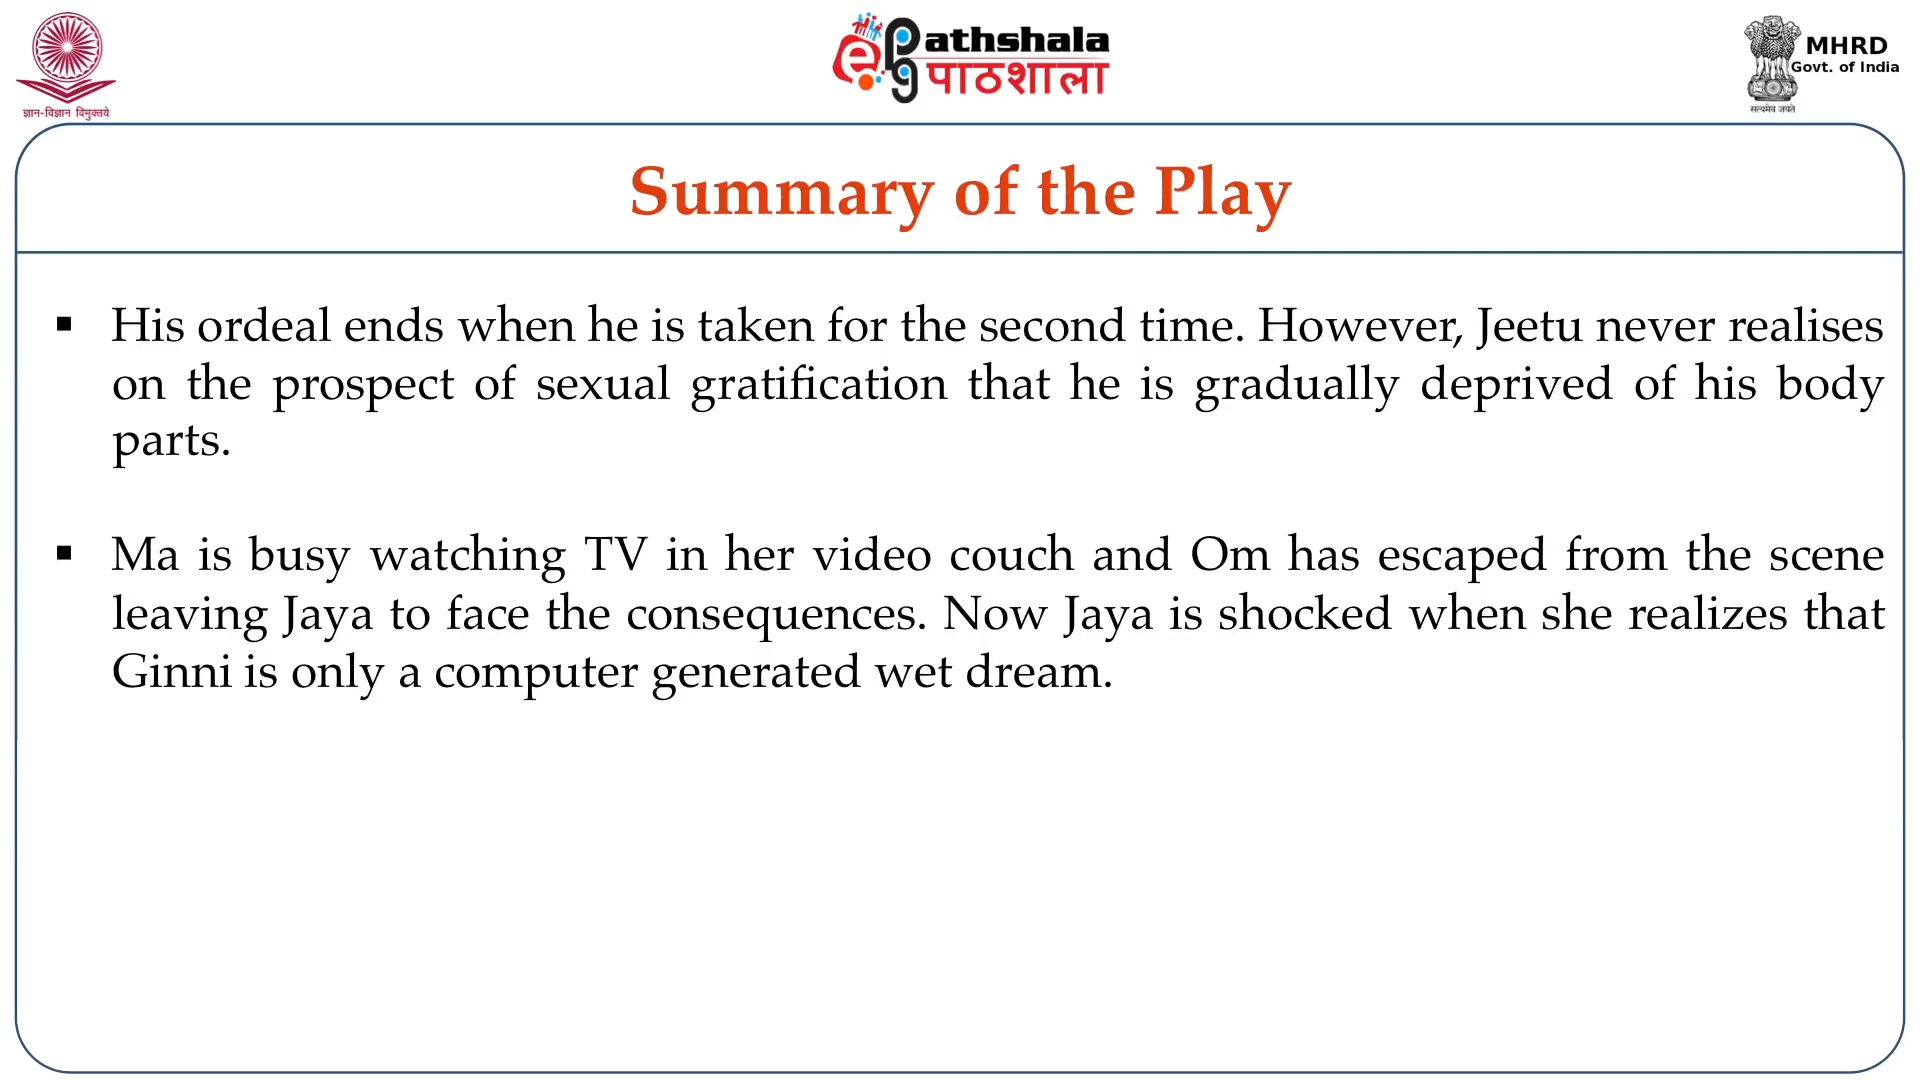 ज्ञान-विज्ञान विमुक्तये
e Pathshala
पाठशाला
MHRD
Govt. of India
सत्यमेव जयते
Summary of the Play
▪ His ordeal ends when he is taken for the second time. However, Jeetu never realises
on the prospect of sexual gratification that he is gradually deprived of his body
parts.
▪ Ma is busy watching TV in her video couch and Om has escaped from the scene
leaving Jaya to face the consequences. Now Jaya is shocked when she realizes that
Ginni is only a computer generated wet dream.